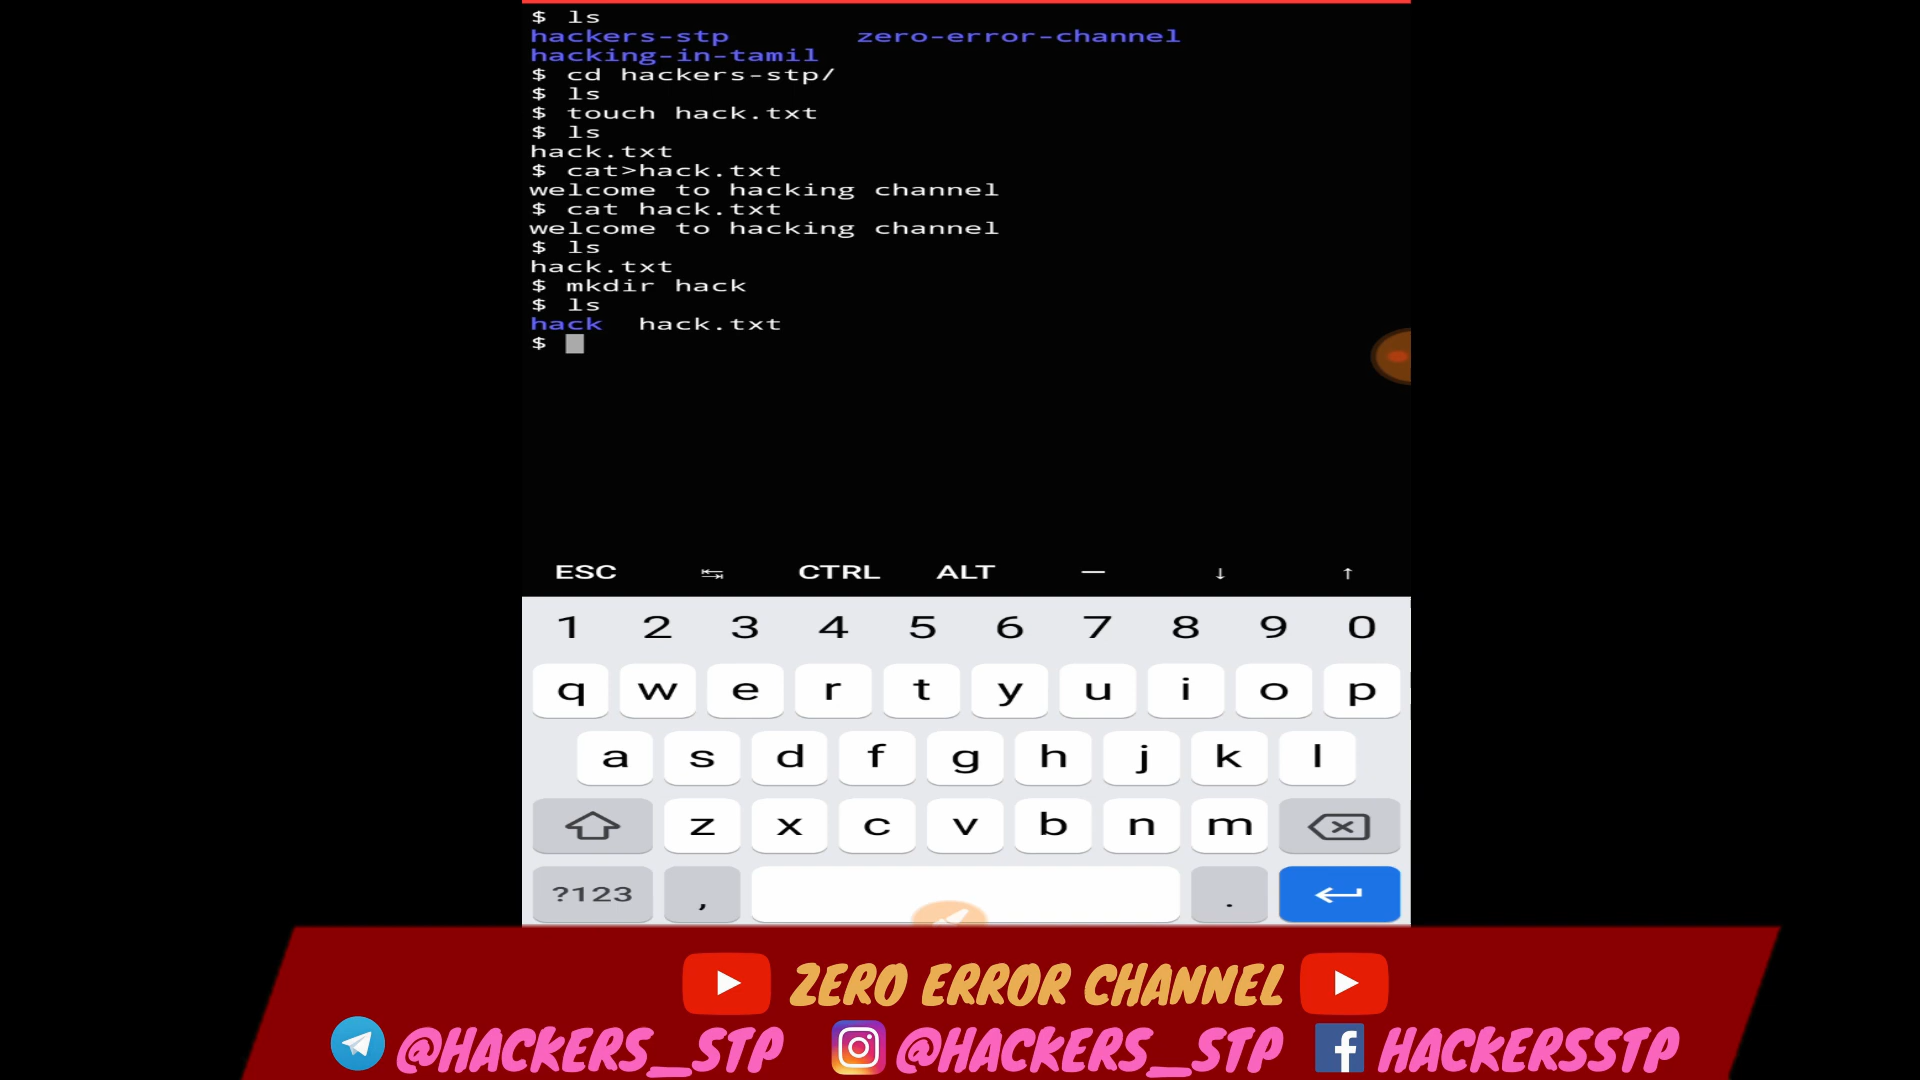 $ ls
hackers-stp zero-error-channel
hacking-in-tamil
$ cd hackers-stp/
$ ls
$ touch hack.txt
$ ls
hack.txt
$ cat>hack.txt
welcome to hacking channel
$ cat hack.txt
welcome to hacking channel
$ ls
hack.txt
$ mkdir hack
$ ls
hack hack.txt
$
ESC ↹ CTRL ALT — ↓ ↑
1 2 3 4 5 6 7 8 9 0
q w e r t y u i o p
a s d f g h j k l
z x c v b n m
?123 , .
ZERO ERROR CHANNEL
@HACKERS__STP @HACKERS__STP HACKERSSTP